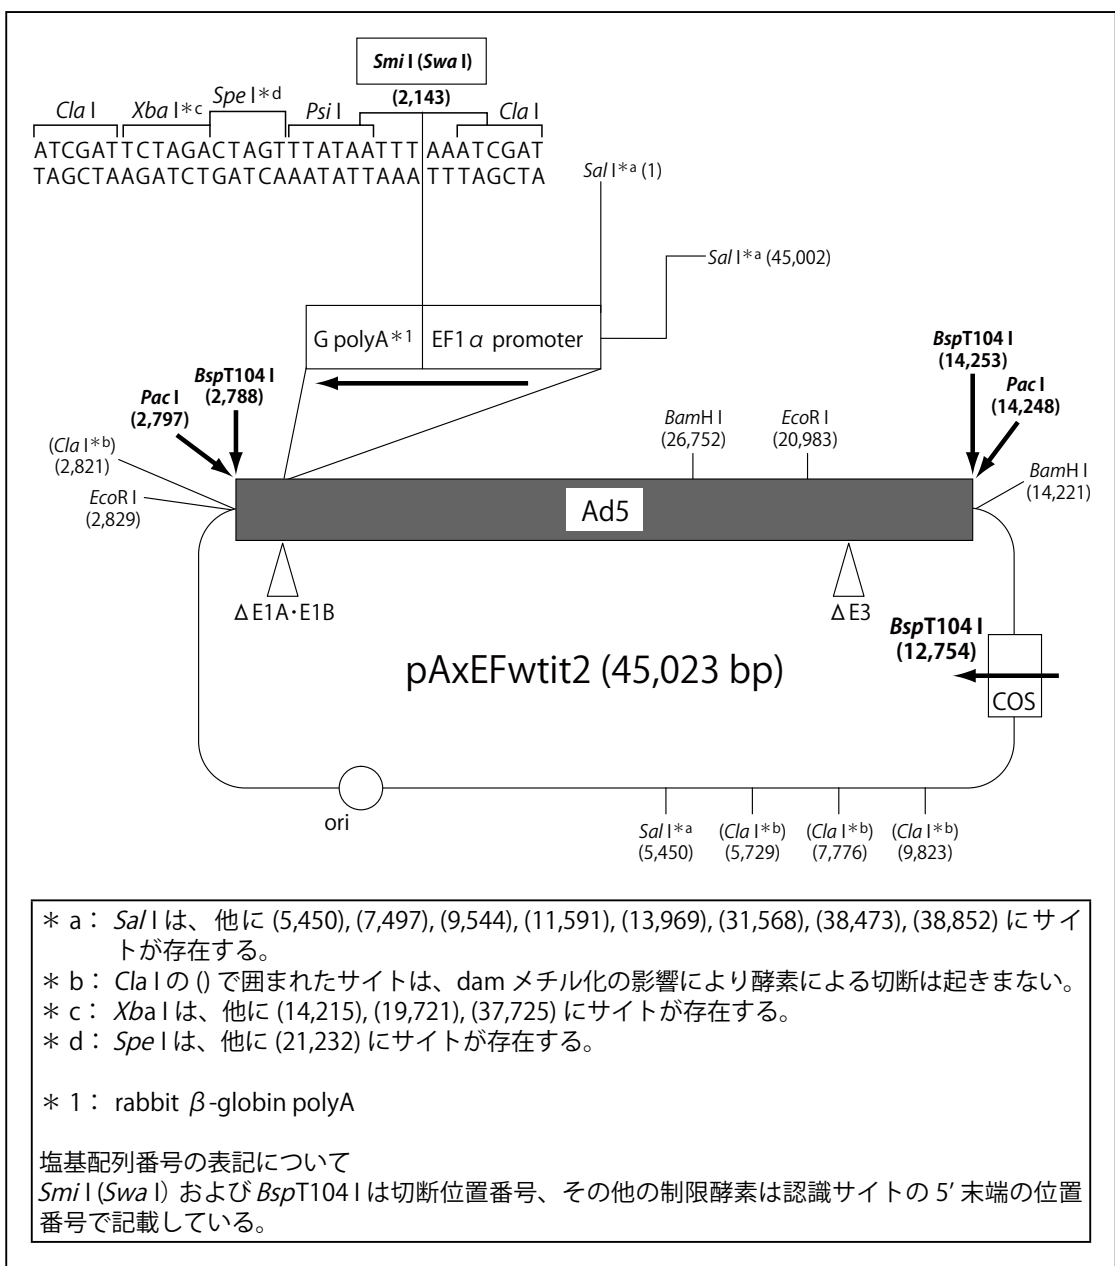 Smi I (Swa I)
(2,143)
Cla I
Xba I*c
Spe I*d
Psi I
Cla I
ATCGATTCTAGACTAGTTTATAATTT AAATCGAT
TAGCTAAGATCTGATCAAATATTAAA TTTAGCTA
Sal I*a (1)
Sal I*a (45,002)
G polyA*1
EF1α promoter
BspT104 I
(2,788)
Pac I
(2,797)
(Cla I*b)
(2,821)
EcoR I
(2,829)
BamH I
(26,752)
EcoR I
(20,983)
BspT104 I
(14,253)
Pac I
(14,248)
BamH I
(14,221)
Ad5
ΔE1A・E1B
ΔE3
BspT104 I
(12,754)
COS
pAxEFwtit2 (45,023 bp)
ori
Sal I*a
(5,450)
(Cla I*b)
(5,729)
(Cla I*b)
(7,776)
(Cla I*b)
(9,823)
*a: Sal I は、他に (5,450), (7,497), (9,544), (11,591), (13,969), (31,568), (38,473), (38,852) にサイ
トが存在する。
*b: Cla I の () で囲まれたサイトは、dam メチル化の影響により酵素による切断は起きまない。
*c: Xba I は、他に (14,215), (19,721), (37,725) にサイトが存在する。
*d: Spe I は、他に (21,232) にサイトが存在する。
*1: rabbit β-globin polyA
塩基配列番号の表記について
Smi I (Swa I) および BspT104 I は切断位置番号、その他の制限酵素は認識サイトの 5′ 末端の位置
番号で記載している。